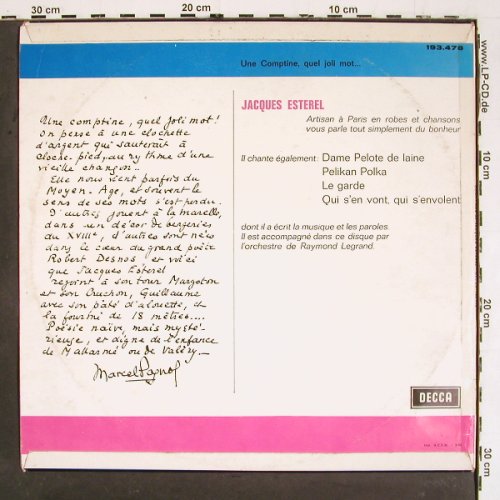 30 cm
20 cm
10 cm
193.478
Une Comptine, quel joli mot...
www.LP-CD.de
JACQUES ESTEREL
Artisan à Paris en robes et chansons
vous parle tout simplement du bonheur
Il chante également: Dame Pelote de laine
Pelikan Polka
Le garde
Qui s'en vont, qui s'envolent
dont il a écrit la musique et les paroles.
Il est accompagné dans ce disque par
l'orchestre de Raymond Legrand.
Une comptine, quel joli mot!
On pense à une clochette
d'argent qui sauterait à
cloche-pied, au rythme d'une
vieille chanson...
Elle nous vient parfois du
Moyen-Age, et souvent le
sens de ses mots s'est perdu.
D'autres jouent à la marelle,
dans un décor de bergeries
du XVIIIe, d'autres sont nées
dans le cœur du grand poète
Robert Desnos et voici
que Jacques Esterel
rejoint à son tour Margoton
et son Cruchon, Guillaume
avec son pâté d'alouette, et
la fourmi de 18 mètres....
Poésie naïve, mais mysté-
rieuse, et digne de l'enfance
de Mallarmé ou de Valéry.
Marcel Pagnol
DECCA
10 cm
20 cm
30 cm